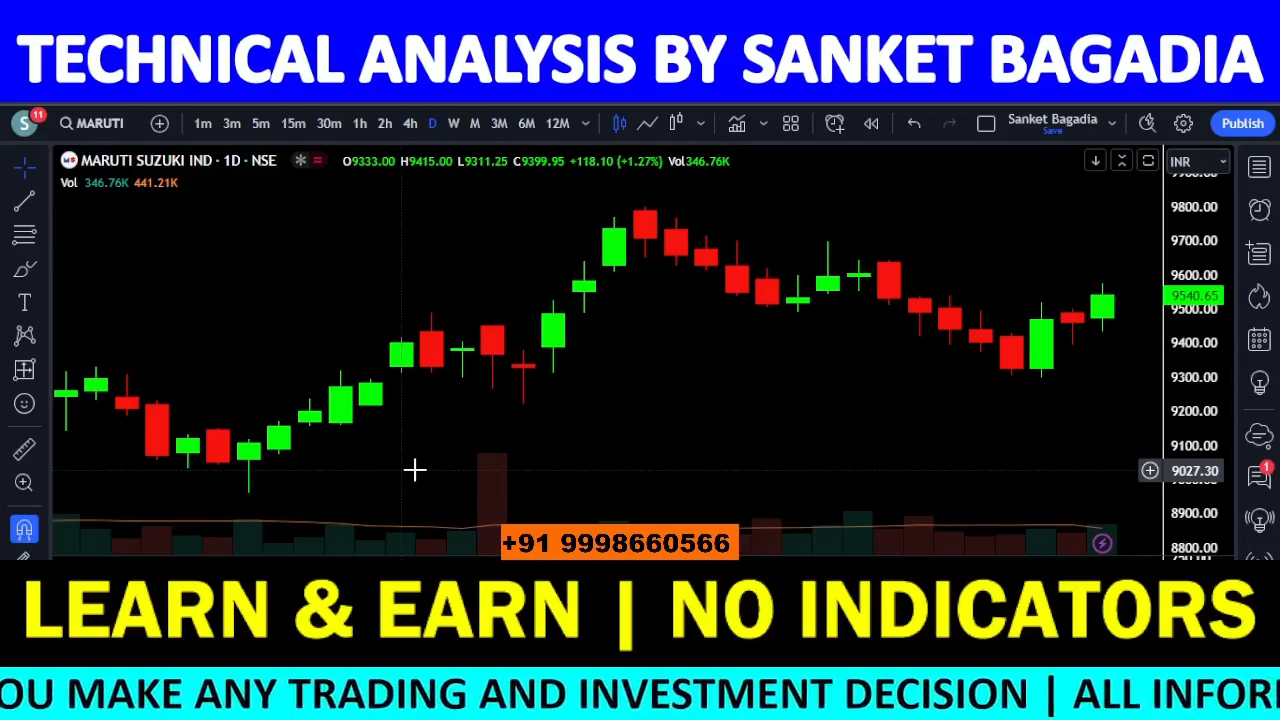 TECHNICAL ANALYSIS BY SANKET BAGADIA
S 11 MARUTI 1m 3m 5m 15m 30m 1h 2h 4h D W M 3M 6M 12M Sanket Bagadia Save Publish
MARUTI SUZUKI IND · 1D · NSE O9333.00 H9415.00 L9311.25 C9399.95 +118.10 (+1.27%) Vol346.76K INR
Vol 346.76K 441.21K
9800.00
9700.00
9600.00
9540.65
9500.00
9400.00
9300.00
9200.00
9100.00
9027.30
8900.00
8800.00
T
1
+91 9998660566
LEARN & EARN | NO INDICATORS
OU MAKE ANY TRADING AND INVESTMENT DECISION | ALL INFOR